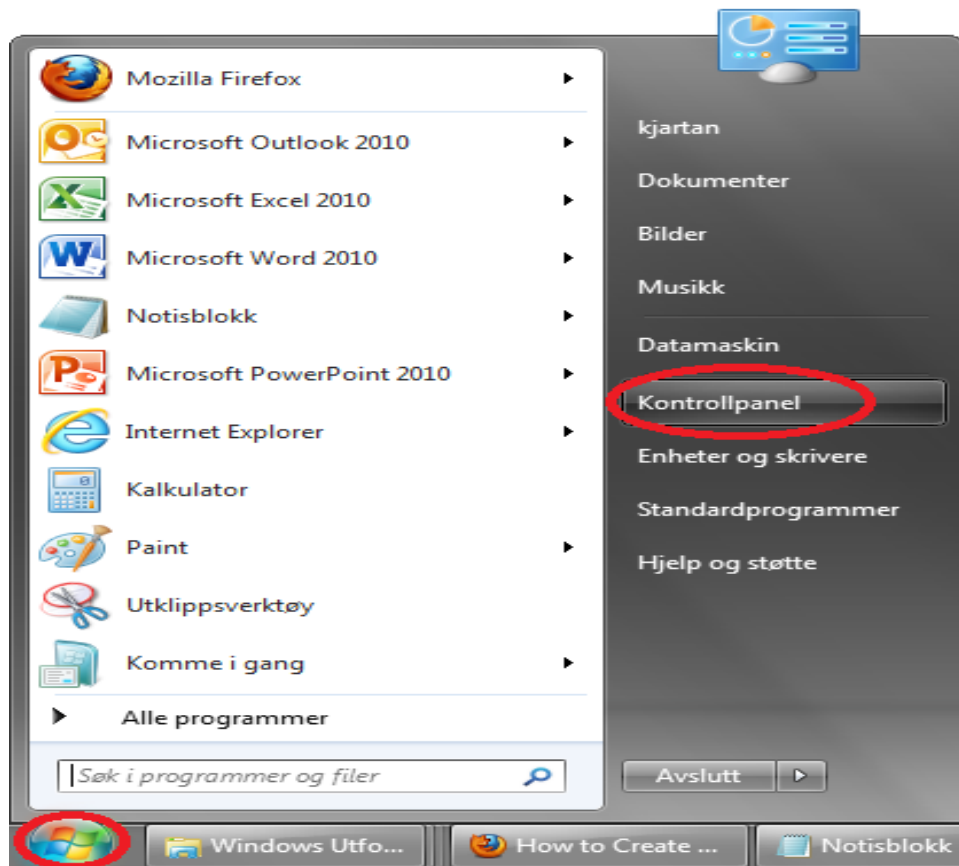 Mozilla Firefox
Microsoft Outlook 2010
Microsoft Excel 2010
Microsoft Word 2010
Notisblokk
Microsoft PowerPoint 2010
Internet Explorer
Kalkulator
Paint
Utklippsverktøy
Komme i gang
Alle programmer
Søk i programmer og filer
kjartan
Dokumenter
Bilder
Musikk
Datamaskin
Kontrollpanel
Enheter og skrivere
Standardprogrammer
Hjelp og støtte
Avslutt
Windows Utfo...
How to Create ...
Notisblokk